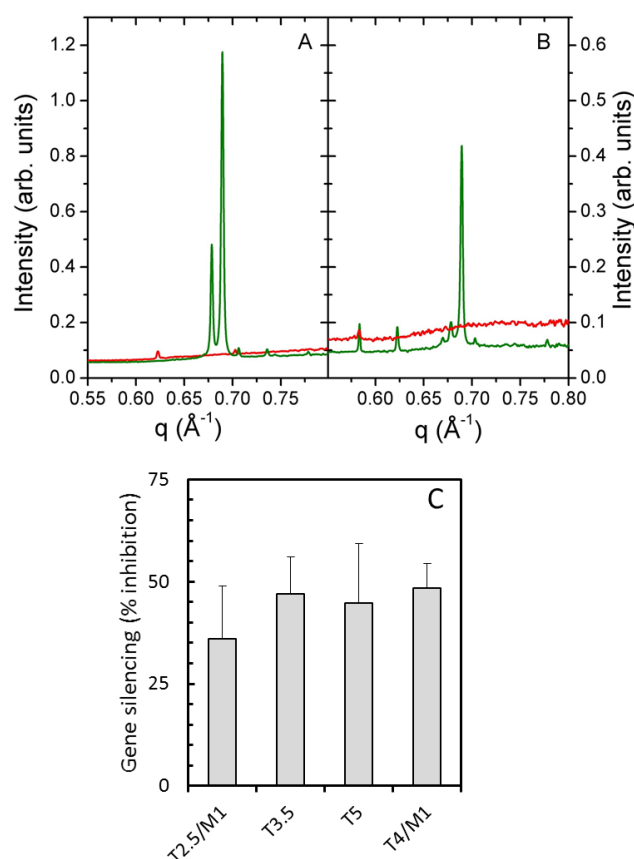 A
B
Intensity (arb. units)
1.2
1.0
0.8
0.6
0.4
0.2
0.0
0.6
0.5
0.4
0.3
0.2
0.1
0.0
Intensity (arb. units)
0.55 0.60 0.65 0.70 0.75
0.60 0.65 0.70 0.75 0.80
q (Å⁻¹)
q (Å⁻¹)
C
Gene silencing (% inhibition)
75
50
25
0
T2.5/M1
T3.5
T5
T4/M1